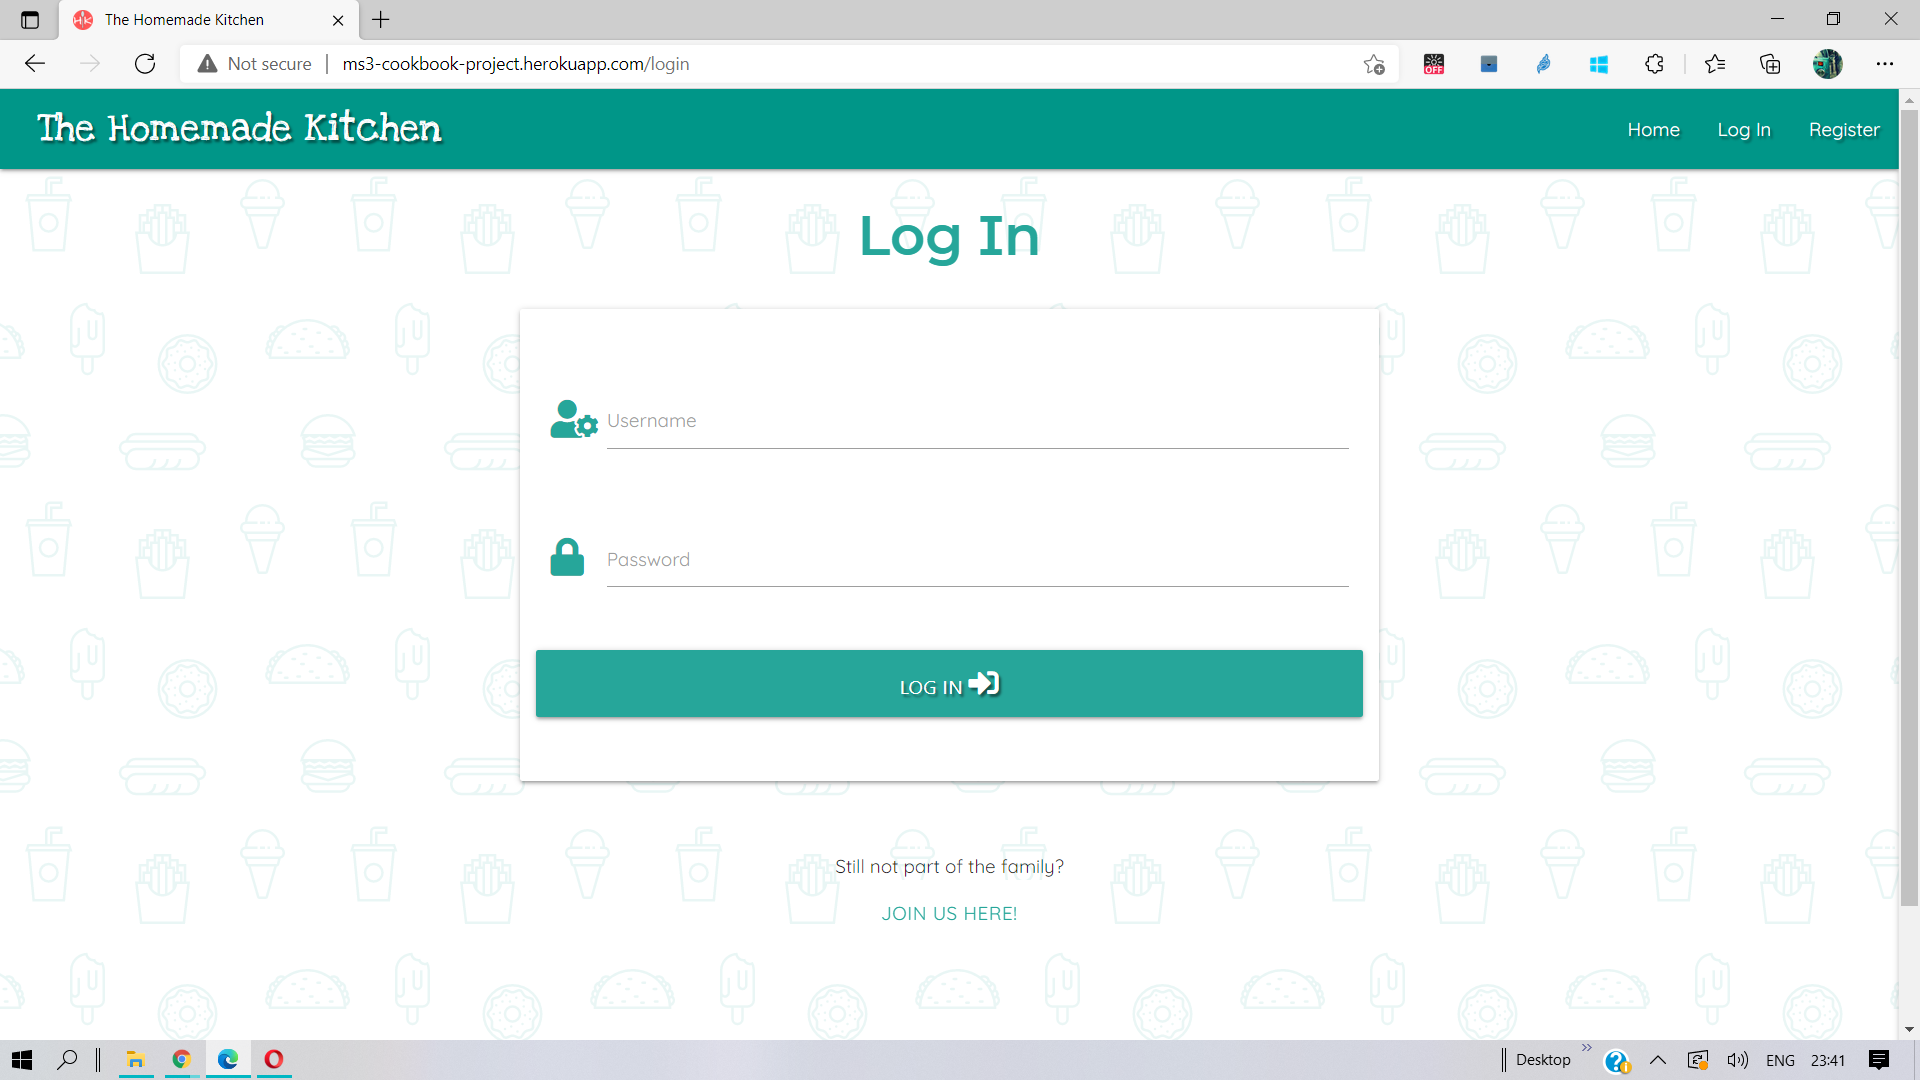 The Homemade Kitchen
Not secure
ms3-cookbook-project.herokuapp.com/login
OFF
The Homemade Kitchen
Home
Log In
Register
Log In
Username
Password
LOG IN
Still not part of the family?
JOIN US HERE!
Desktop
ENG
23:41